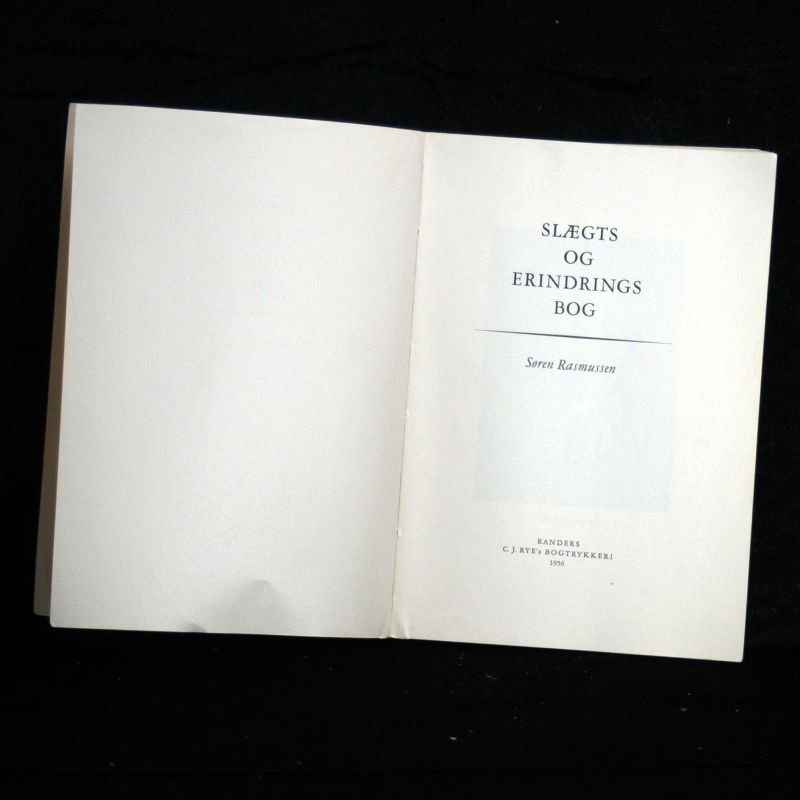 SLÆGTS
OG
ERINDRINGS
BOG
Søren Rasmussen
RANDERS
C. J. RYE's BOGTRYKKERI
1956